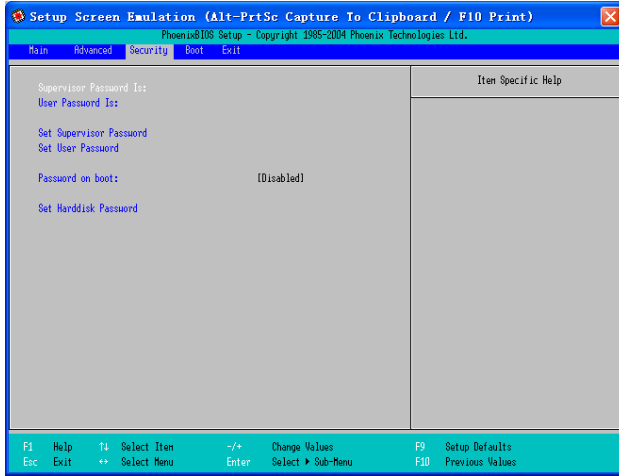 Setup Screen Emulation (Alt-PrtSc Capture To Clipboard / F10 Print)
PhoenixBIOS Setup - Copyright 1985-2004 Phoenix Technologies Ltd.
Main Advanced Security Boot Exit
Item Specific Help
Supervisor Password Is:
User Password Is:
Set Supervisor Password
Set User Password
Password on boot: [Disabled]
Set Harddisk Password
F1 Help ↑↓ Select Item -/+ Change Values F9 Setup Defaults
Esc Exit ↔ Select Menu Enter Select ▶ Sub-Menu F10 Previous Values